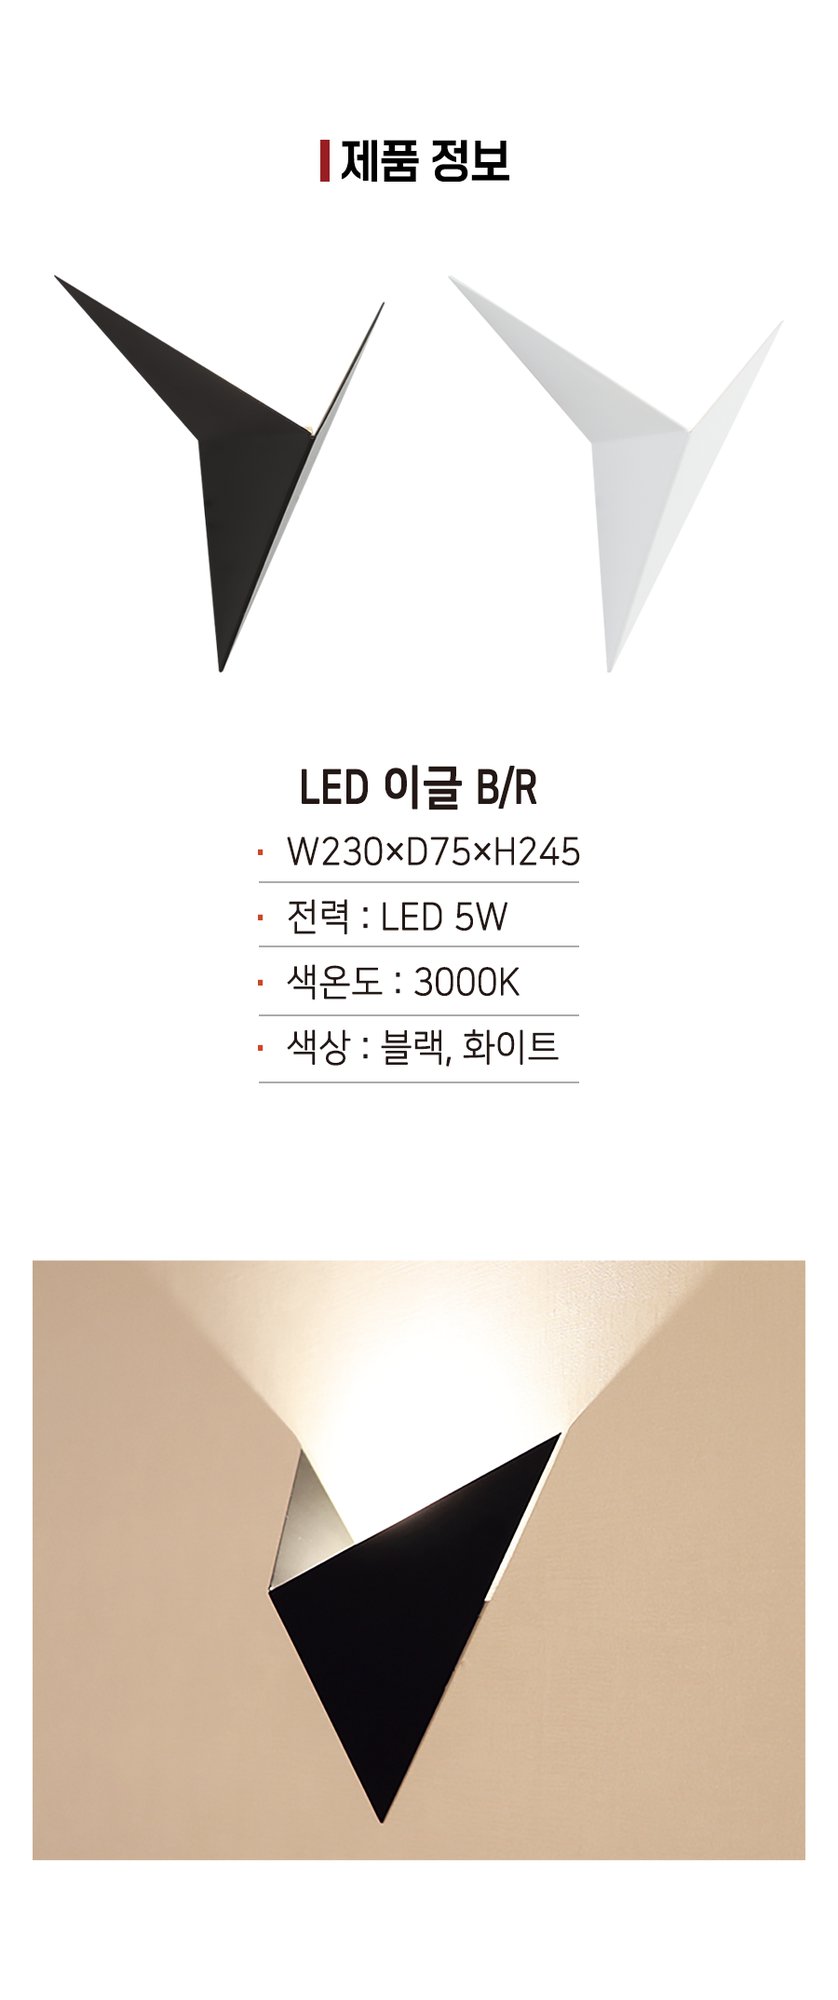 제품 정보
LED 이글 B/R
· W230×D75×H245
· 전력 : LED 5W
· 색온도 : 3000K
· 색상 : 블랙, 화이트